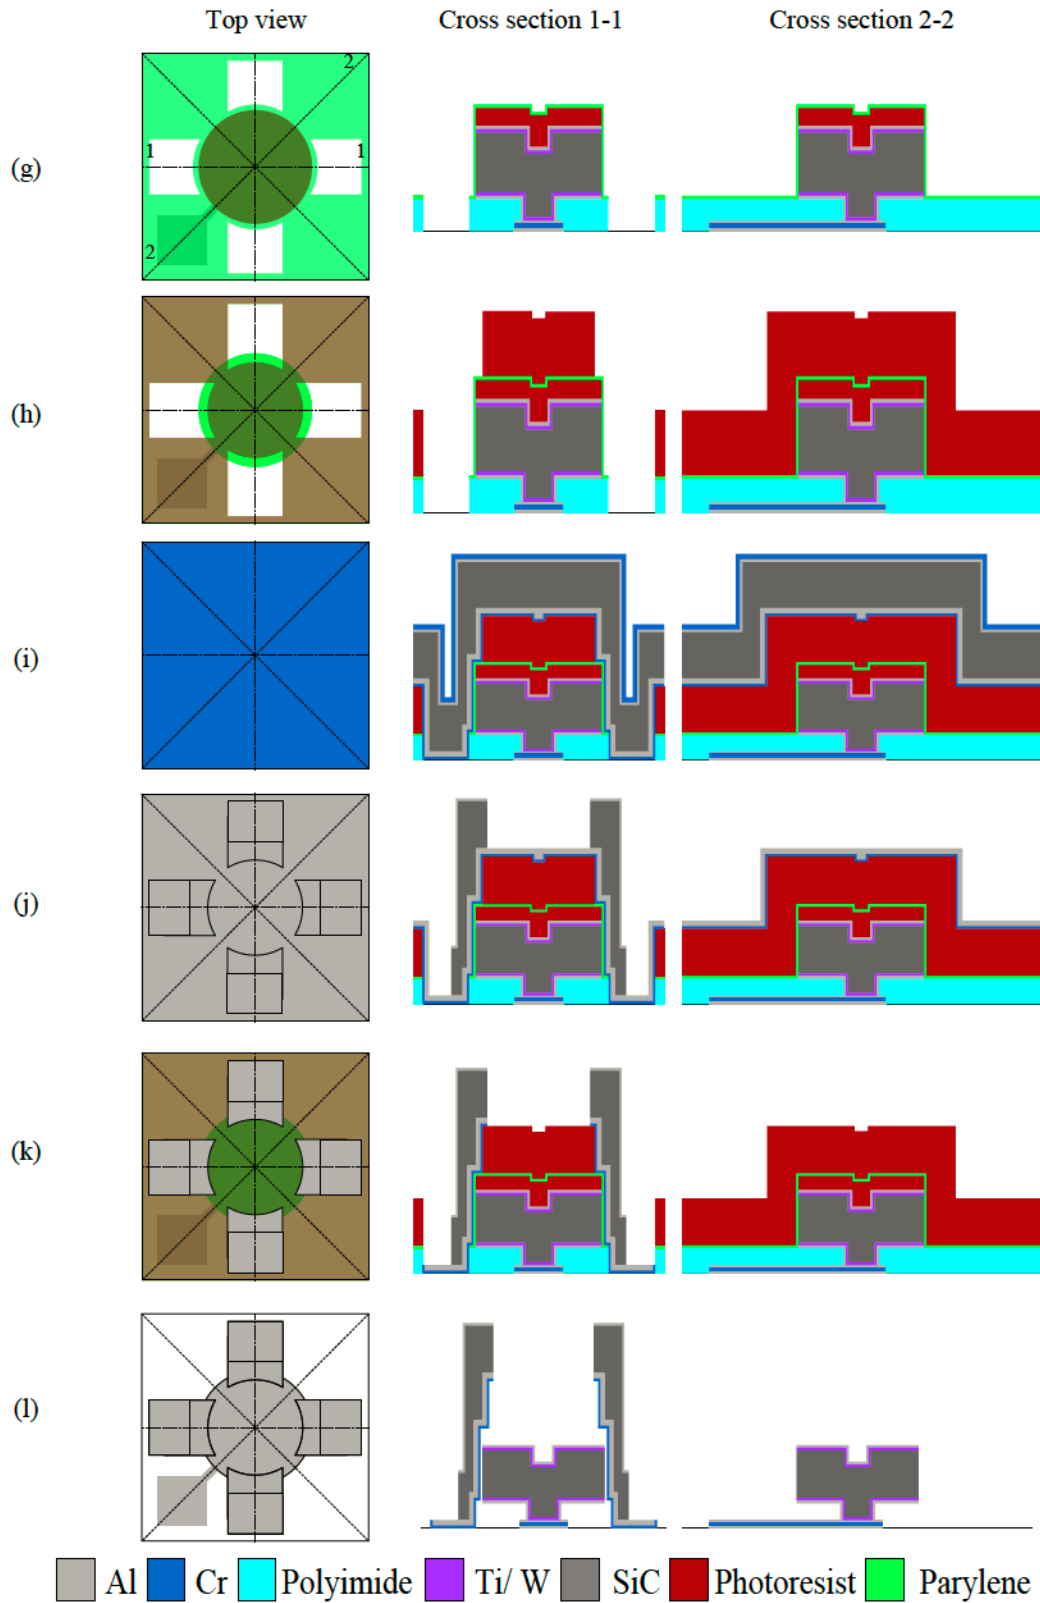 Top view Cross section 1-1 Cross section 2-2
2
(g)
1 1
2
(h)
(i)
(j)
(k)
(l)
Al Cr Polyimide Ti/ W SiC Photoresist Parylene